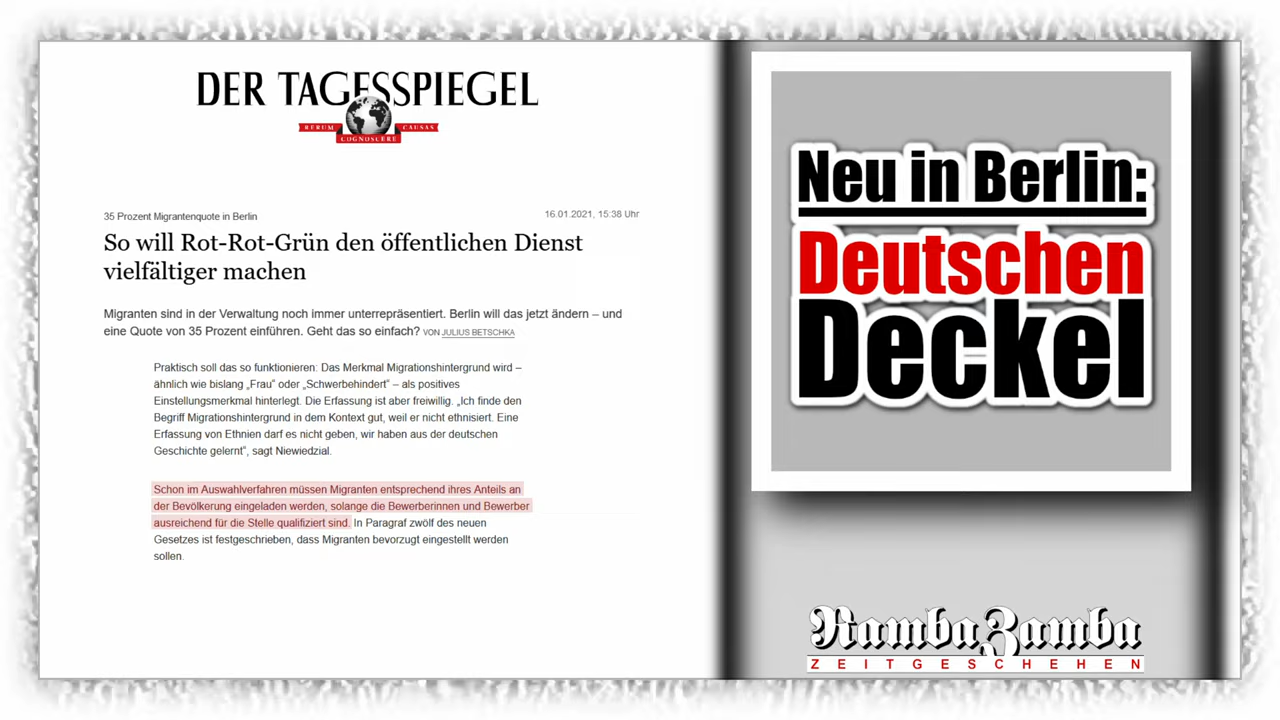 DER TAGESSPIEGEL
RERUM CAUSAS
COGNOSCERE
35 Prozent Migrantenquote in Berlin
16.01.2021, 15:38 Uhr
So will Rot-Rot-Grün den öffentlichen Dienst
vielfältiger machen
Migranten sind in der Verwaltung noch immer unterrepräsentiert. Berlin will das jetzt ändern – und
eine Quote von 35 Prozent einführen. Geht das so einfach? VON JULIUS BETSCHKA
Praktisch soll das so funktionieren: Das Merkmal Migrationshintergrund wird –
ähnlich wie bislang „Frau“ oder „Schwerbehindert“ – als positives
Einstellungsmerkmal hinterlegt. Die Erfassung ist aber freiwillig. „Ich finde den
Begriff Migrationshintergrund in dem Kontext gut, weil er nicht ethnisiert. Eine
Erfassung von Ethnien darf es nicht geben, wir haben aus der deutschen
Geschichte gelernt“, sagt Niewiedzial.
Schon im Auswahlverfahren müssen Migranten entsprechend ihres Anteils an
der Bevölkerung eingeladen werden, solange die Bewerberinnen und Bewerber
ausreichend für die Stelle qualifiziert sind. In Paragraf zwölf des neuen
Gesetzes ist festgeschrieben, dass Migranten bevorzugt eingestellt werden
sollen.
Neu in Berlin:
Deutschen
Deckel
RambaZamba
ZEITGESCHEHEN